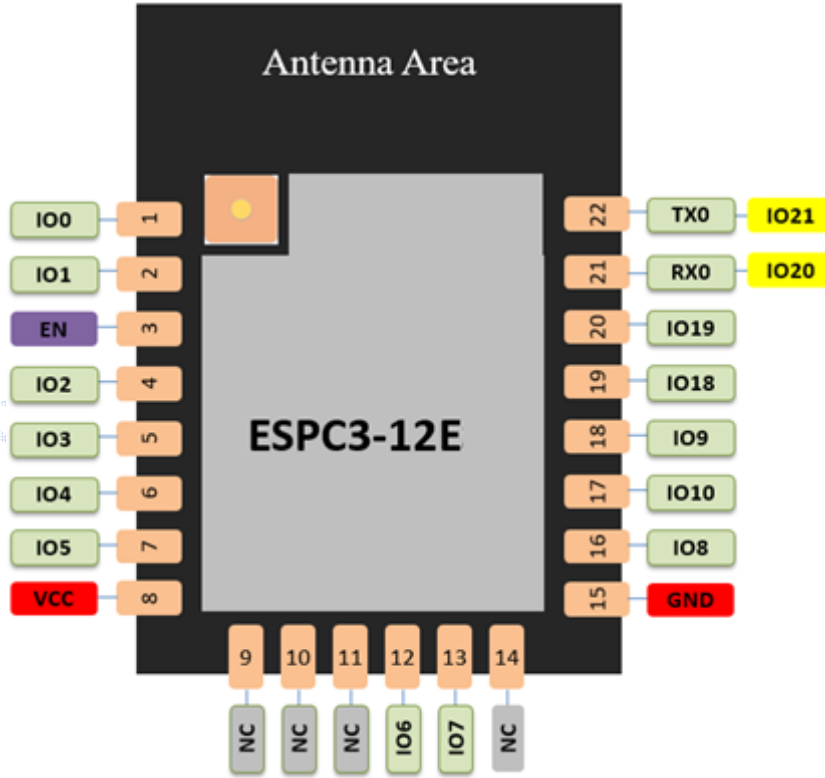 Antenna Area
IO0 1 22 TX0 IO21
IO1 2 21 RX0 IO20
EN 3 20 IO19
IO2 4 19 IO18
IO3 5 18 IO9
IO4 6 17 IO10
IO5 7 16 IO8
VCC 8 15 GND
ESPC3-12E
9 10 11 12 13 14
NC NC NC IO6 IO7 NC